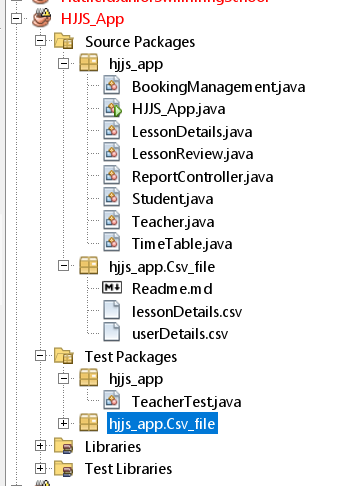 HJJS_App
Source Packages
hjjs_app
BookingManagement.java
HJJS_App.java
LessonDetails.java
LessonReview.java
ReportController.java
Student.java
Teacher.java
TimeTable.java
hjjs_app.Csv_file
Readme.md
lessonDetails.csv
userDetails.csv
Test Packages
hjjs_app
TeacherTest.java
hjjs_app.Csv_file
Libraries
Test Libraries